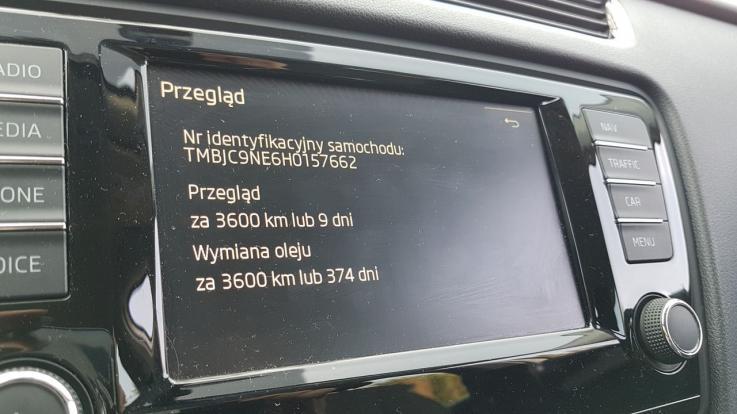 Przegląd
Nr identyfikacyjny samochodu:
TMBJC9NE6H0157662
Przegląd
za 3600 km lub 9 dni
Wymiana oleju
za 3600 km lub 374 dni
ADIO
EDIA
ONE
OICE
NAV
TRAFFIC
CAR
MENU